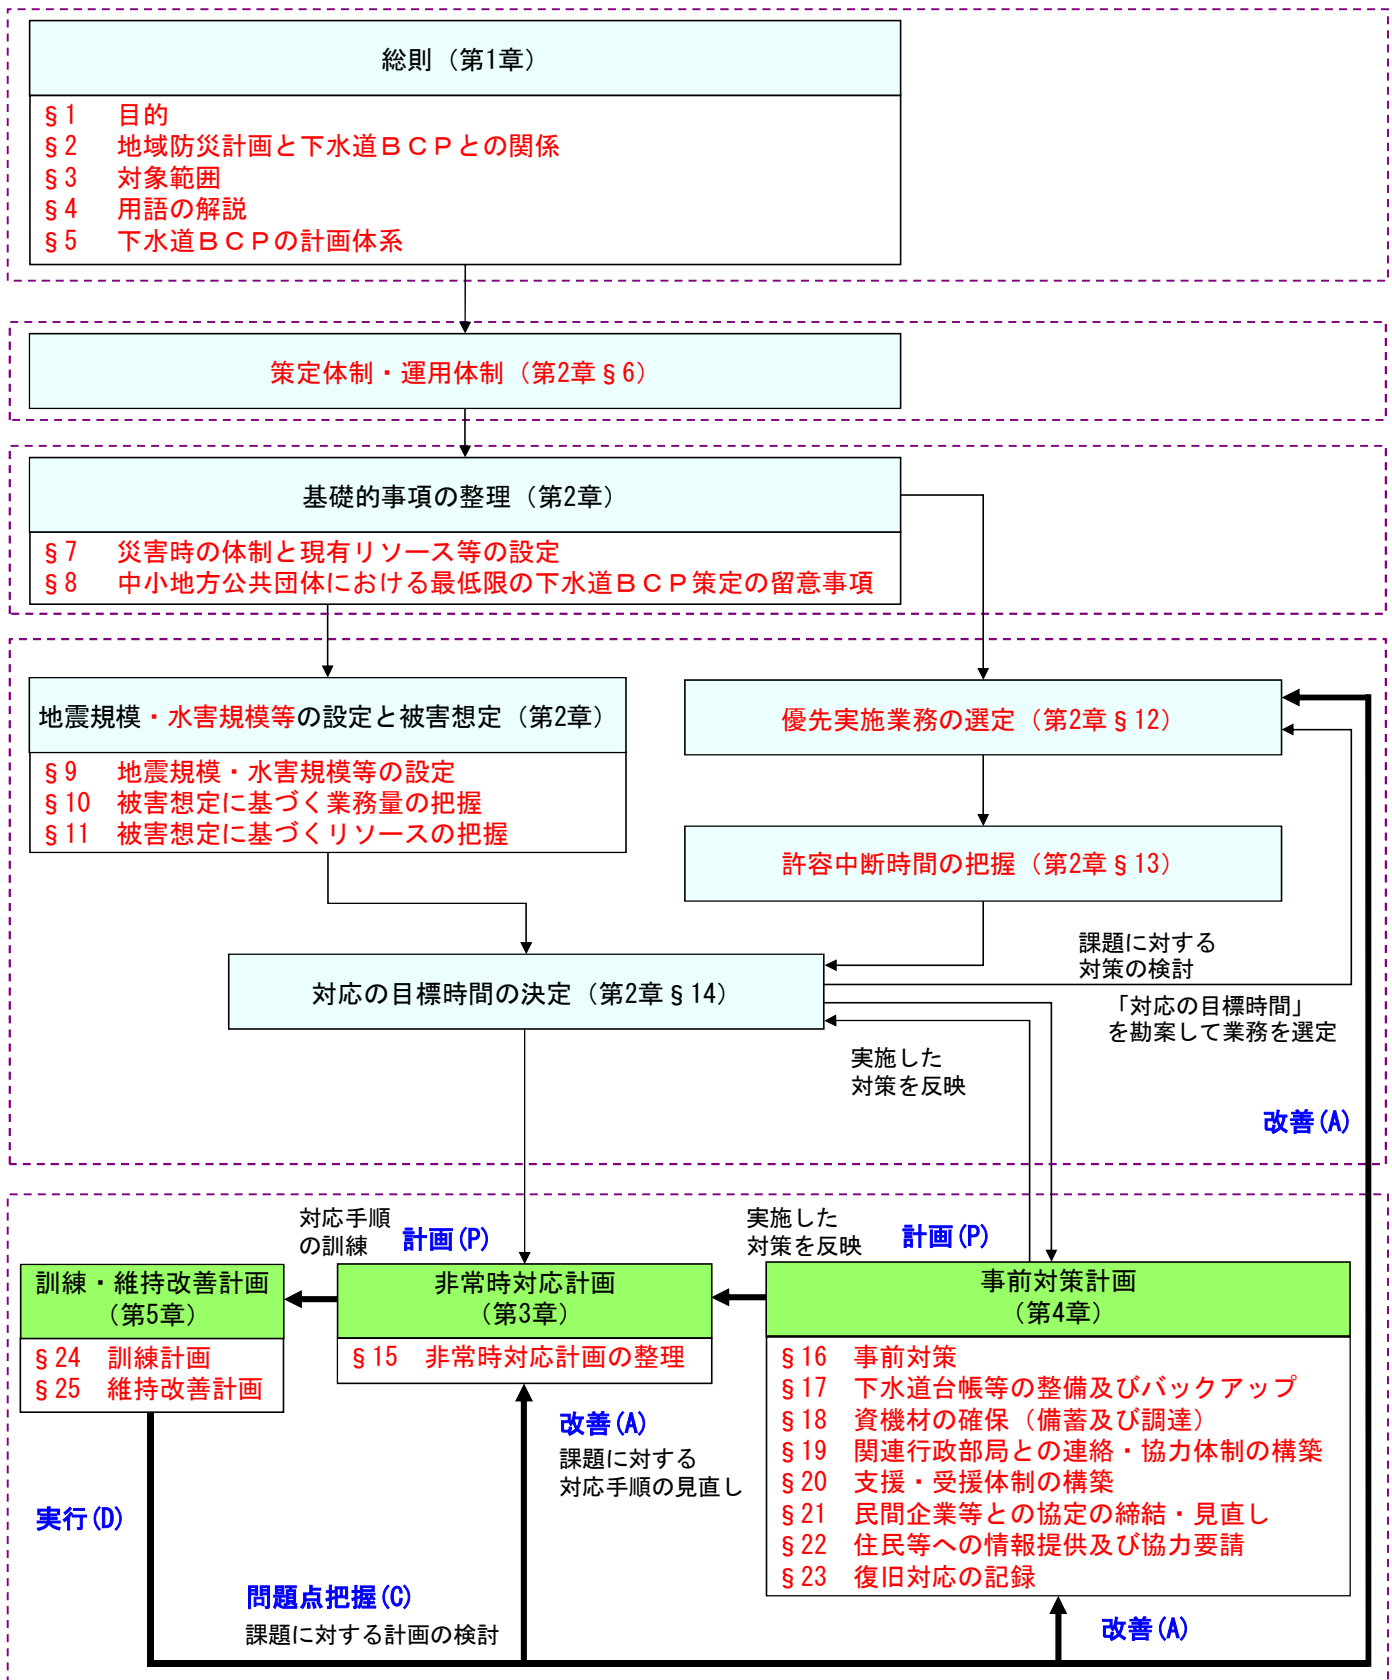 総則（第1章）
§1 目的
§2 地域防災計画と下水道ＢＣＰとの関係
§3 対象範囲
§4 用語の解説
§5 下水道ＢＣＰの計画体系
策定体制・運用体制（第2章§6）
基礎的事項の整理（第2章）
§7 災害時の体制と現有リソース等の設定
§8 中小地方公共団体における最低限の下水道ＢＣＰ策定の留意事項
地震規模・水害規模等の設定と被害想定（第2章）
§9 地震規模・水害規模等の設定
§10 被害想定に基づく業務量の把握
§11 被害想定に基づくリソースの把握
優先実施業務の選定（第2章§12）
許容中断時間の把握（第2章§13）
課題に対する
対策の検討
対応の目標時間の決定（第2章§14）
「対応の目標時間」
を勘案して業務を選定
実施した
対策を反映
改善(A)
対応手順
の訓練
計画(P)
実施した
対策を反映
計画(P)
訓練・維持改善計画
（第5章）
§24 訓練計画
§25 維持改善計画
非常時対応計画
（第3章）
§15 非常時対応計画の整理
事前対策計画
（第4章）
§16 事前対策
§17 下水道台帳等の整備及びバックアップ
§18 資機材の確保（備蓄及び調達）
§19 関連行政部局との連絡・協力体制の構築
§20 支援・受援体制の構築
§21 民間企業等との協定の締結・見直し
§22 住民等への情報提供及び協力要請
§23 復旧対応の記録
改善(A)
課題に対する
対応手順の見直し
実行(D)
問題点把握(C)
課題に対する計画の検討
改善(A)